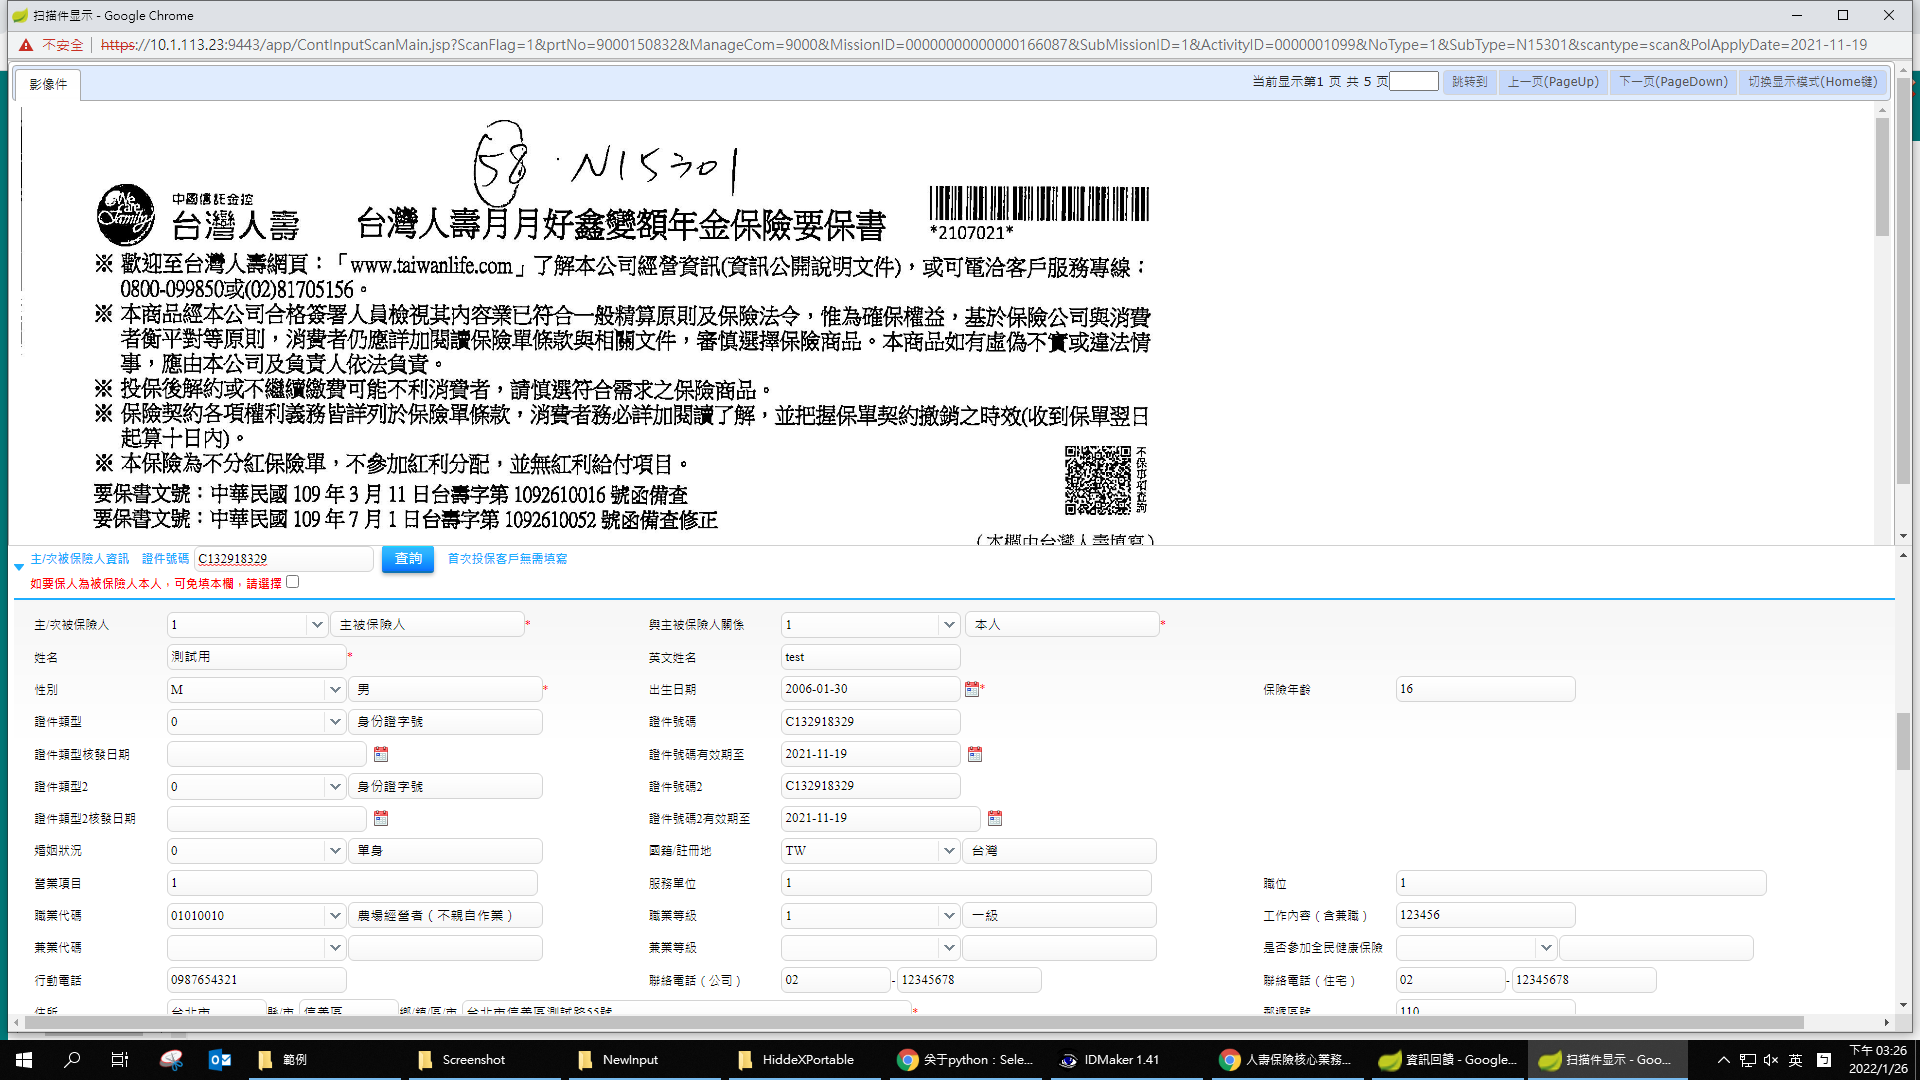 扫描件显示 - Google Chrome
不安全 | https://10.1.113.23:9443/app/ContInputScanMain.jsp?ScanFlag=1&prtNo=9000150832&ManageCom=9000&MissionID=00000000000000166087&SubMissionID=1&ActivityID=0000001099&NoType=1&SubType=N15301&scantype=scan&PolApplyDate=2021-11-19
影像件
当前显示第1 页 共 5 页 跳转到 上一页(PageUp) 下一页(PageDown) 切换显示模式(Home键)
58 · N15301
We are family 中國信託金控
台灣人壽 台灣人壽月月好鑫變額年金保險要保書
*2107021*
※ 歡迎至台灣人壽網頁：「www.taiwanlife.com」了解本公司經營資訊(資訊公開說明文件)，或可電洽客戶服務專線：
0800-099850或(02)81705156。
※ 本商品經本公司合格簽署人員檢視其內容業已符合一般精算原則及保險法令，惟為確保權益，基於保險公司與消費
者衡平對等原則，消費者仍應詳加閱讀保險單條款與相關文件，審慎選擇保險商品。本商品如有虛偽不實或違法情
事，應由本公司及負責人依法負責。
※ 投保後解約或不繼續繳費可能不利消費者，請慎選符合需求之保險商品。
※ 保險契約各項權利義務皆詳列於保險單條款，消費者務必詳加閱讀了解，並把握保單契約撤銷之時效(收到保單翌日
起算十日內)。
※ 本保險為不分紅保險單，不參加紅利分配，並無紅利給付項目。
要保書文號：中華民國 109 年 3 月 11 日台壽字第 1092610016 號函備查
要保書文號：中華民國 109 年 7 月 1 日台壽字第 1092610052 號函備查修正
（本欄由台灣人壽填寫）
主/次被保險人資訊 證件號碼 C132918329 查詢 首次投保客戶無需填寫
如要保人為被保險人本人，可免填本欄，請選擇
主/次被保險人 1 主被保險人 * 與主被保險人關係 1 本人 *
姓名 測試用 * 英文姓名 test
性別 M 男 * 出生日期 2006-01-30 * 保險年齡 16
證件類型 0 身份證字號 證件號碼 C132918329
證件類型核發日期 證件號碼有效期至 2021-11-19
證件類型2 0 身份證字號 證件號碼2 C132918329
證件類型2核發日期 證件號碼2有效期至 2021-11-19
婚姻狀況 0 單身 國籍/註冊地 TW 台灣
營業項目 1 服務單位 1 職位 1
職業代碼 01010010 農場經營者（不親自作業） 職業等級 1 一級 工作內容（含兼職） 123456
兼業代碼 兼業等級 是否參加全民健康保險
行動電話 0987654321 聯絡電話（公司） 02 - 12345678 聯絡電話（住宅） 02 - 12345678
住所 台北市 縣/市 信義區 鄉/鎮/區/市 台北市信義區測試路55號 * 郵遞區號 110
範例 Screenshot NewInput HiddeXPortable 关于python：Sele... IDMaker 1.41 人壽保險核心業務... 資訊回饋 - Google... 扫描件显示 - Goo... 英 下午 03:26
2022/1/26